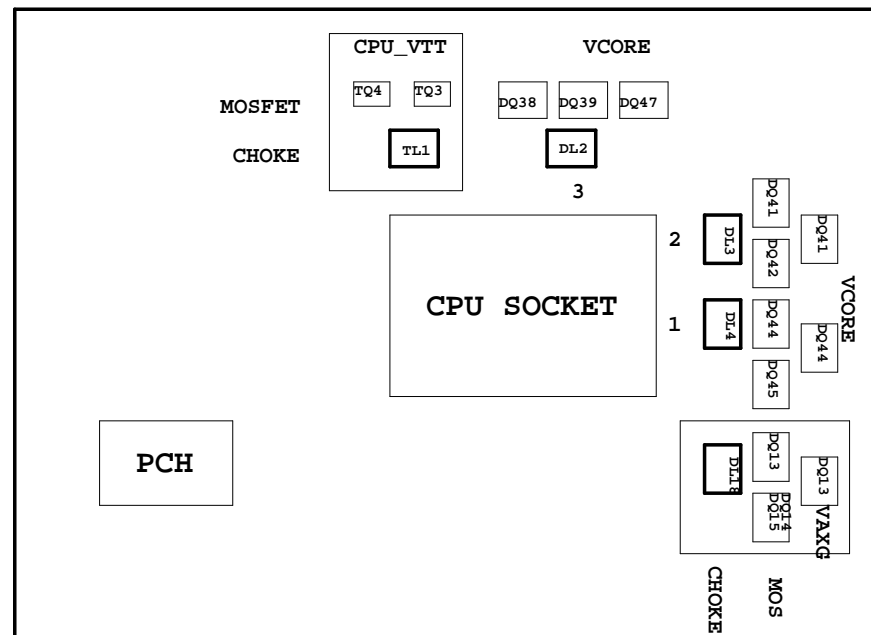 CPU_VTT VCORE
TQ4 TQ3 DQ38 DQ39 DQ47
MOSFET
CHOKE TL1 DL2
3
DQ41
2 DL3 DQ41
DQ42
VCORE
CPU SOCKET
1 DL4 DQ44
DQ44
DQ45
PCH
DL18 DQ13 DQ13
DQ15 DQ14 VAXG
CHOKE MOS